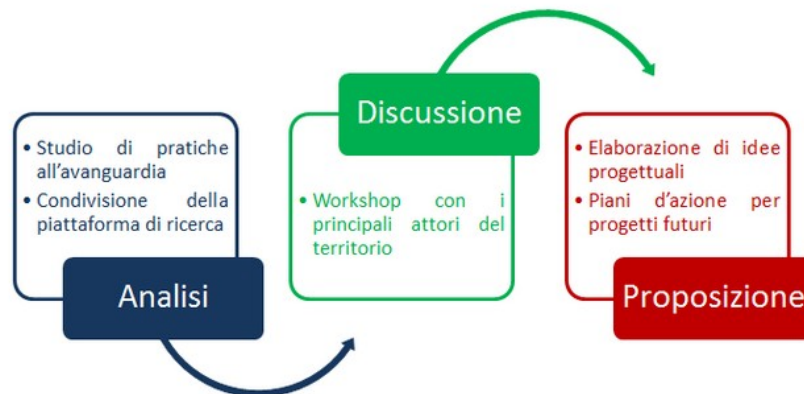 • Studio di pratiche
all’avanguardia
• Condivisione della
piattaforma di ricerca
Analisi
Discussione
• Workshop con i
principali attori del
territorio
• Elaborazione di idee
progettuali
• Piani d’azione per
progetti futuri
Proposizione